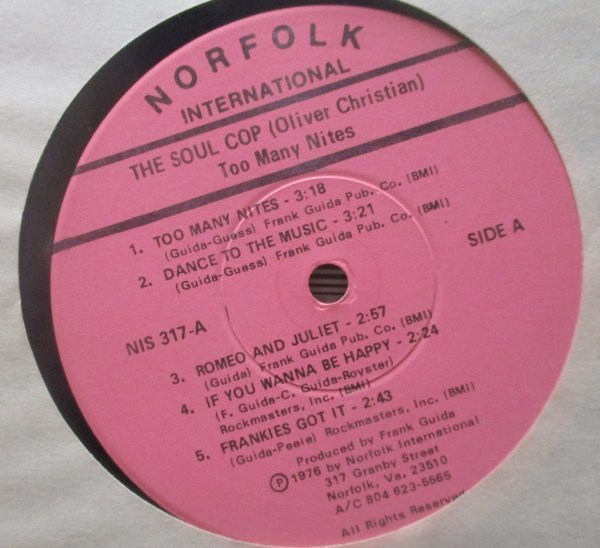 NORFOLK
INTERNATIONAL
THE SOUL COP (Oliver Christian)
Too Many Nites
1. TOO MANY NITES - 3:18
(Guida-Guess) Frank Guida Pub. Co. (BMI)
2. DANCE TO THE MUSIC - 3:21
(Guida-Guess) Frank Guida Pub. Co. (BMI)
SIDE A
NIS 317-A
3. ROMEO AND JULIET - 2:57
(Guida) Frank Guida Pub. Co. (BMI)
4. IF YOU WANNA BE HAPPY - 2:24
(F. Guida-C. Guida-Royster)
Rockmasters, Inc. (BMI)
5. FRANKIES GOT IT - 2:43
(Guida-Peele) Rockmasters, Inc. (BMI)
Produced by Frank Guida
Ⓟ 1976 by Norfolk International
317 Granby Street
Norfolk, Va. 23510
A/C 804 623-5565
All Rights Reserved